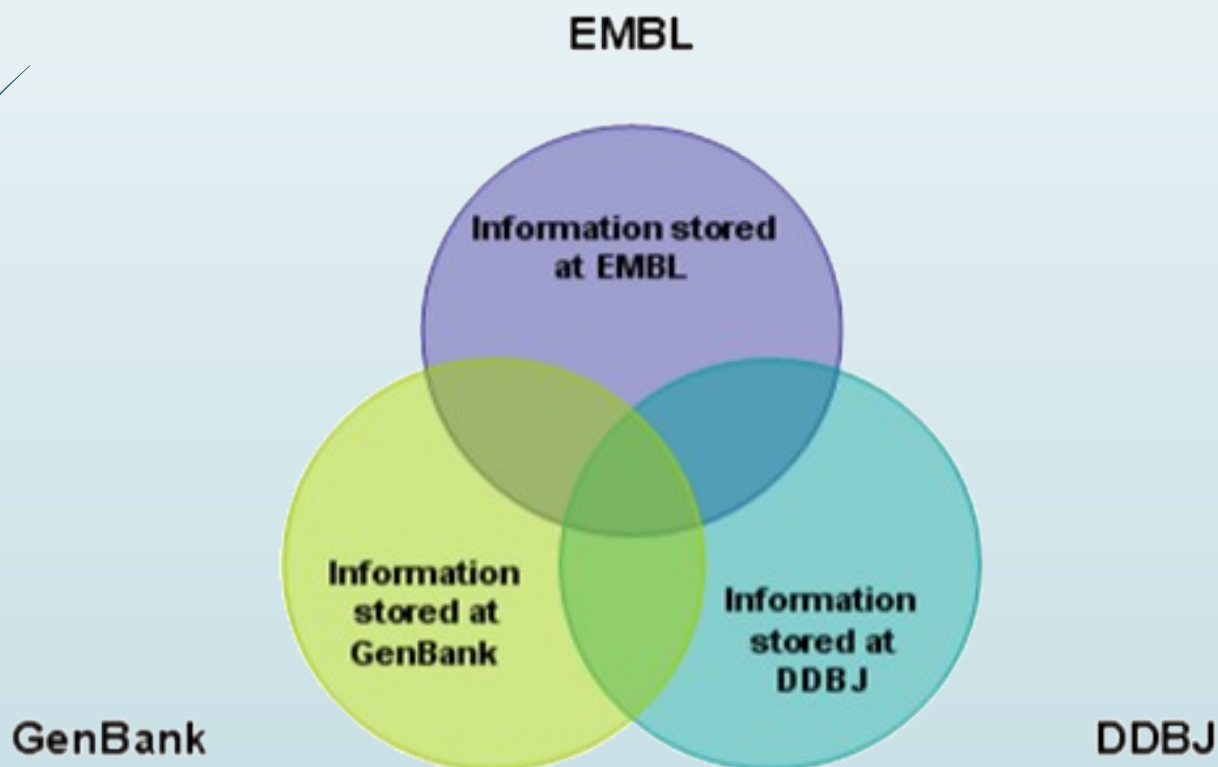 EMBL
Information stored
at EMBL
Information
stored at
GenBank
Information
stored at
DDBJ
GenBank
DDBJ